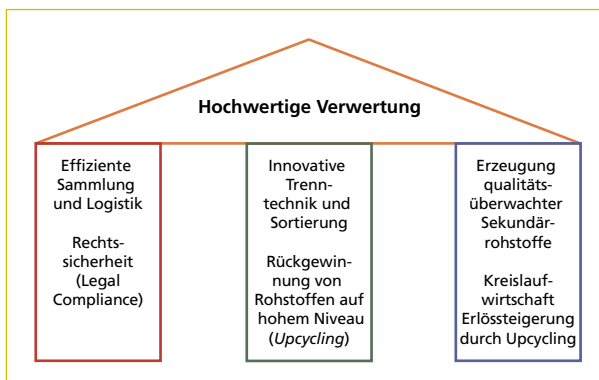 Hochwertige Verwertung
Effiziente
Sammlung
und Logistik
Rechts-
sicherheit
(Legal
Compliance)
Innovative
Trenn-
technik und
Sortierung
Rückgewin-
nung von
Rohstoffen auf
hohem Niveau
(Upcycling)
Erzeugung
qualitäts-
überwachter
Sekundär-
rohstoffe
Kreislauf-
wirtschaft
Erlössteigerung
durch Upcycling